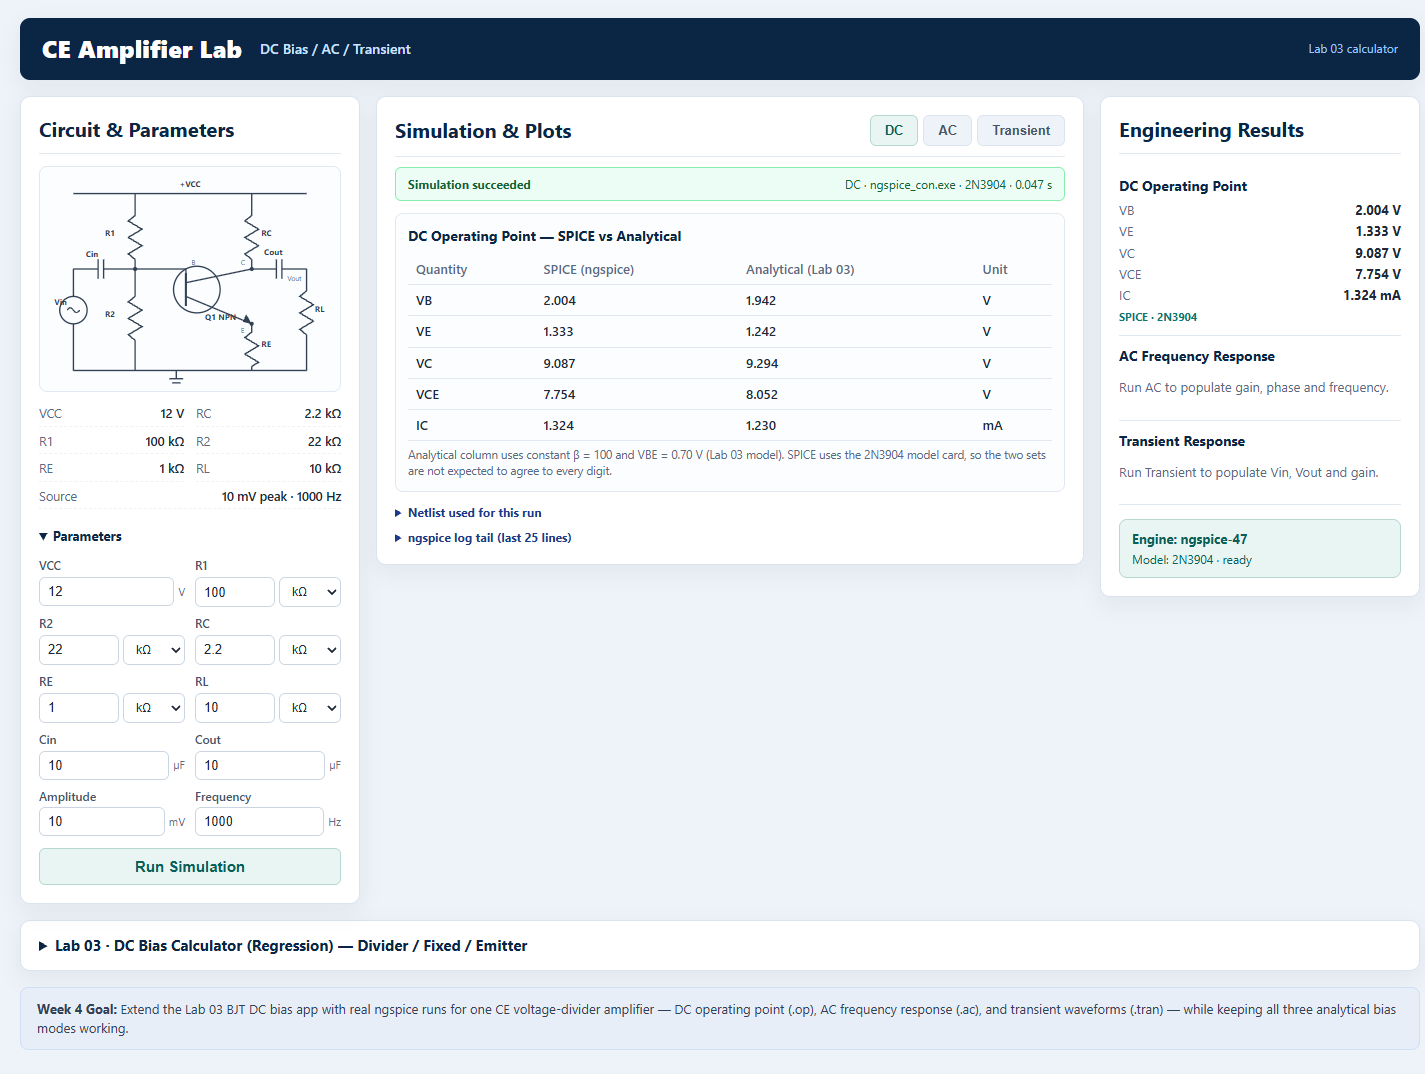 CE Amplifier Lab DC Bias / AC / Transient Lab 03 calculator
Circuit & Parameters
+VCC
R1
RC
Cin
Cout
B
C
Vout
Vin
R2
Q1 NPN
RL
E
RE
VCC 12 V RC 2.2 kΩ
R1 100 kΩ R2 22 kΩ
RE 1 kΩ RL 10 kΩ
Source 10 mV peak · 1000 Hz
▼ Parameters
VCC R1
12 V 100 kΩ
R2 RC
22 kΩ 2.2 kΩ
RE RL
1 kΩ 10 kΩ
Cin Cout
10 µF 10 µF
Amplitude Frequency
10 mV 1000 Hz
Run Simulation
Simulation & Plots DC AC Transient
Simulation succeeded DC · ngspice_con.exe · 2N3904 · 0.047 s
DC Operating Point — SPICE vs Analytical
Quantity SPICE (ngspice) Analytical (Lab 03) Unit
VB 2.004 1.942 V
VE 1.333 1.242 V
VC 9.087 9.294 V
VCE 7.754 8.052 V
IC 1.324 1.230 mA
Analytical column uses constant β = 100 and VBE = 0.70 V (Lab 03 model). SPICE uses the 2N3904 model card, so the two sets
are not expected to agree to every digit.
▶ Netlist used for this run
▶ ngspice log tail (last 25 lines)
Engineering Results
DC Operating Point
VB 2.004 V
VE 1.333 V
VC 9.087 V
VCE 7.754 V
IC 1.324 mA
SPICE · 2N3904
AC Frequency Response
Run AC to populate gain, phase and frequency.
Transient Response
Run Transient to populate Vin, Vout and gain.
Engine: ngspice-47
Model: 2N3904 · ready
▶ Lab 03 · DC Bias Calculator (Regression) — Divider / Fixed / Emitter
Week 4 Goal: Extend the Lab 03 BJT DC bias app with real ngspice runs for one CE voltage-divider amplifier — DC operating point (.op), AC frequency response (.ac), and transient waveforms (.tran) — while keeping all three analytical bias
modes working.